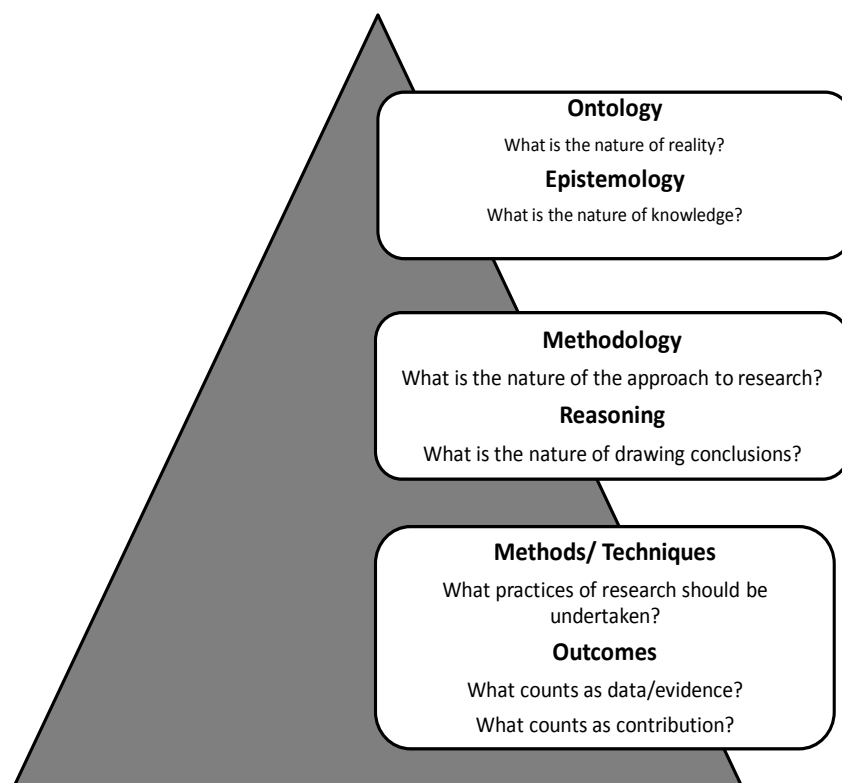 Ontology
What is the nature of reality?
Epistemology
What is the nature of knowledge?
Methodology
What is the nature of the approach to research?
Reasoning
What is the nature of drawing conclusions?
Methods/ Techniques
What practices of research should be
undertaken?
Outcomes
What counts as data/evidence?
What counts as contribution?